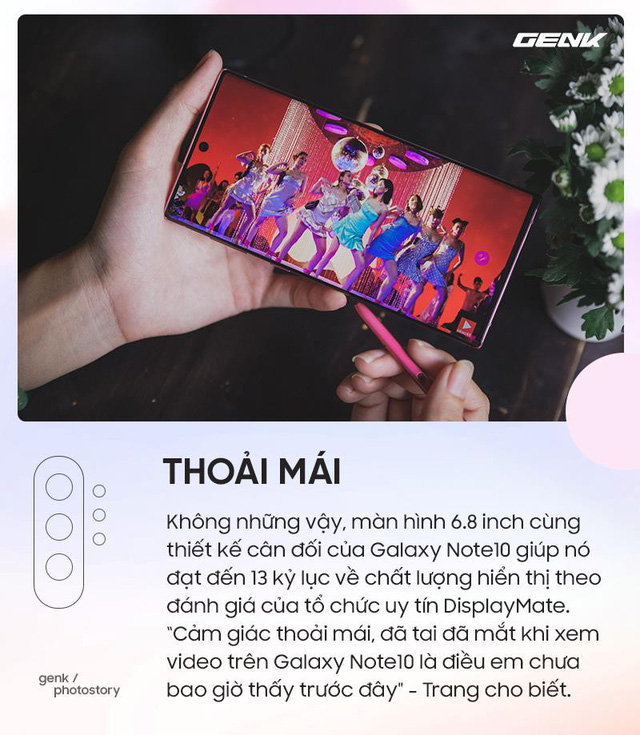 GENK
THOẢI MÁI
Không những vậy, màn hình 6.8 inch cùng
thiết kế cân đối của Galaxy Note10 giúp nó
đạt đến 13 kỷ lục về chất lượng hiển thị theo
đánh giá của tổ chức uy tín DisplayMate.
"Cảm giác thoải mái, đã tai đã mắt khi xem
video trên Galaxy Note10 là điều em chưa
bao giờ thấy trước đây" - Trang cho biết.
genk /
photostory